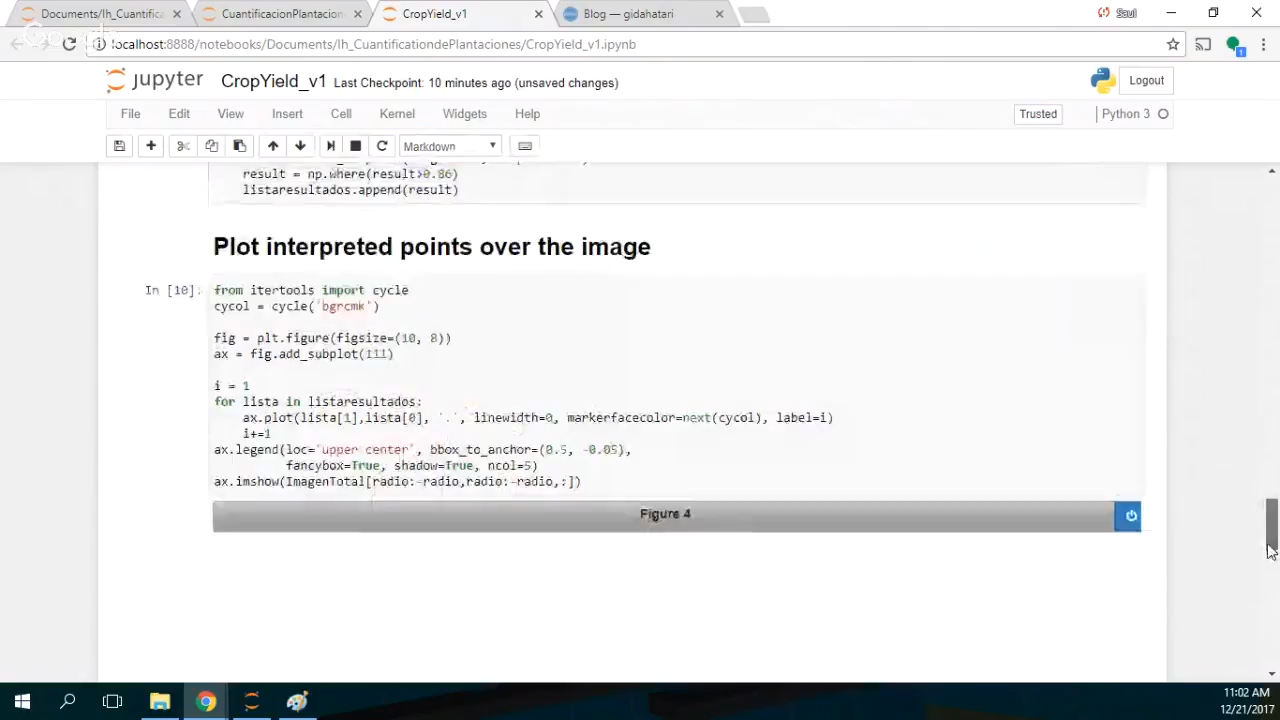 Documents/Ih_Cuantifica
CuantificacionPlantacion
CropYield_v1
Blog — gidahatari
Saul
localhost:8888/notebooks/Documents/Ih_CuantificaciondePlantaciones/CropYield_v1.ipynb
jupyter CropYield_v1 Last Checkpoint: 10 minutes ago (unsaved changes)
Logout
File Edit View Insert Cell Kernel Widgets Help
Trusted
Python 3
Markdown
result = np.where(result>0.86)
listaresultados.append(result)
Plot interpreted points over the image
In [10]:
from itertools import cycle
cycol = cycle('bgrcmk')
fig = plt.figure(figsize=(10, 8))
ax = fig.add_subplot(111)
i = 1
for lista in listaresultados:
ax.plot(lista[1],lista[0], '.', linewidth=0, markerfacecolor=next(cycol), label=i)
i+=1
ax.legend(loc='upper center', bbox_to_anchor=(0.5, -0.05),
fancybox=True, shadow=True, ncol=5)
ax.imshow(ImagenTotal[radio:-radio,radio:-radio,:])
Figure 4
11:02 AM
12/21/2017